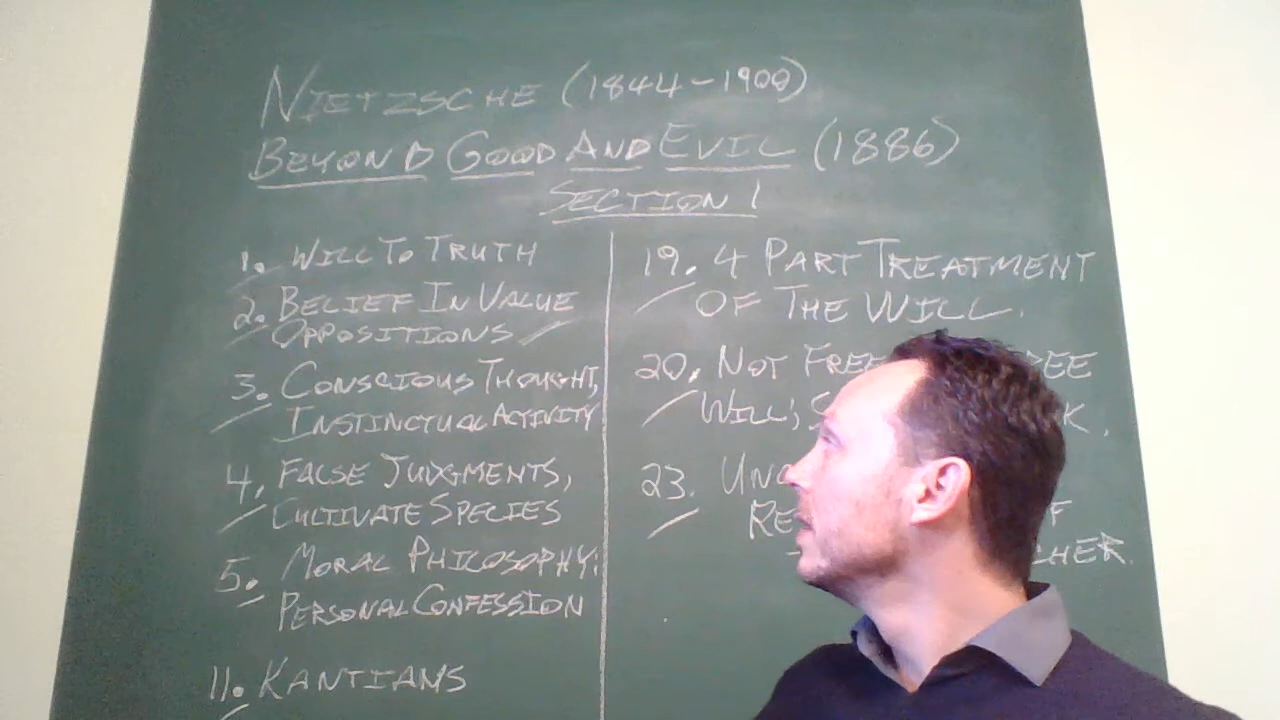 NIETZSCHE (1844-1900)
BEYOND GOOD AND EVIL (1886)
SECTION 1
1. WILL TO TRUTH
2. BELIEF IN VALUE
OPPOSITIONS
3. CONSCIOUS THOUGHT,
INSTINCTUAL ACTIVITY
4. FALSE JUDGMENTS,
CULTIVATE SPECIES
5. MORAL PHILOSOPHY:
PERSONAL CONFESSION
11. KANTIANS
19. 4 PART TREATMENT
OF THE WILL.
20. NOT FREE
WILL;
23.